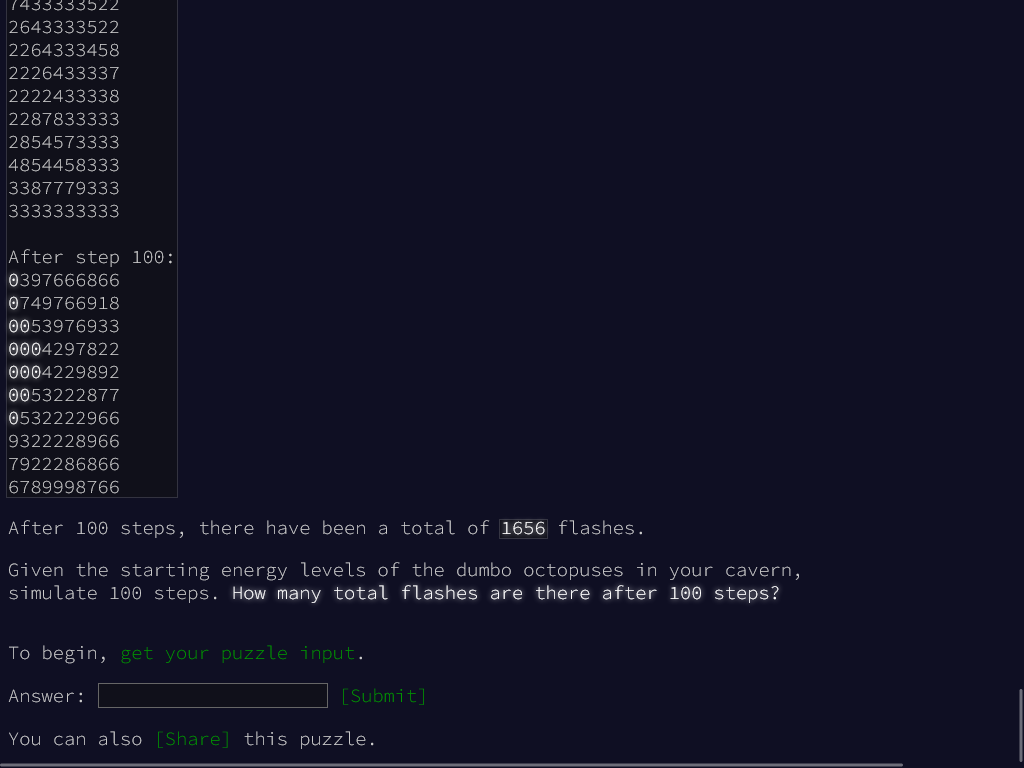 7433333522
2643333522
2264333458
2226433337
2222433338
2287833333
2854573333
4854458333
3387779333
3333333333
After step 100:
0397666866
0749766918
0053976933
0004297822
0004229892
0053222877
0532222966
9322228966
7922286866
6789998766
After 100 steps, there have been a total of 1656 flashes.
Given the starting energy levels of the dumbo octopuses in your cavern,
simulate 100 steps. How many total flashes are there after 100 steps?
To begin, get your puzzle input.
Answer: [Submit]
You can also [Share] this puzzle.